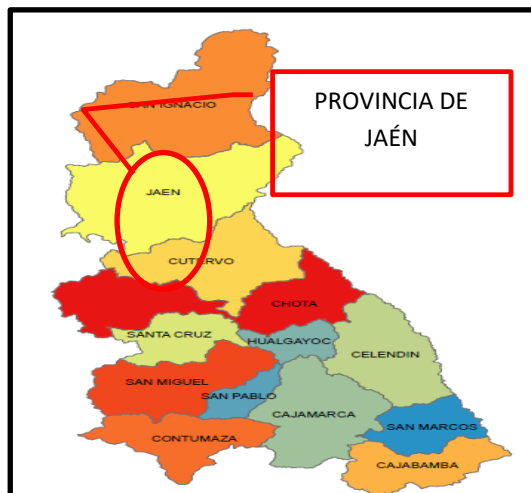 SAN IGNACIO
PROVINCIA DE
JAÉN
JAEN
CUTERVO
CHOTA
SANTA CRUZ
HUALGAYOC
CELENDIN
SAN MIGUEL
SAN PABLO
CAJAMARCA
SAN MARCOS
CONTUMAZA
CAJABAMBA